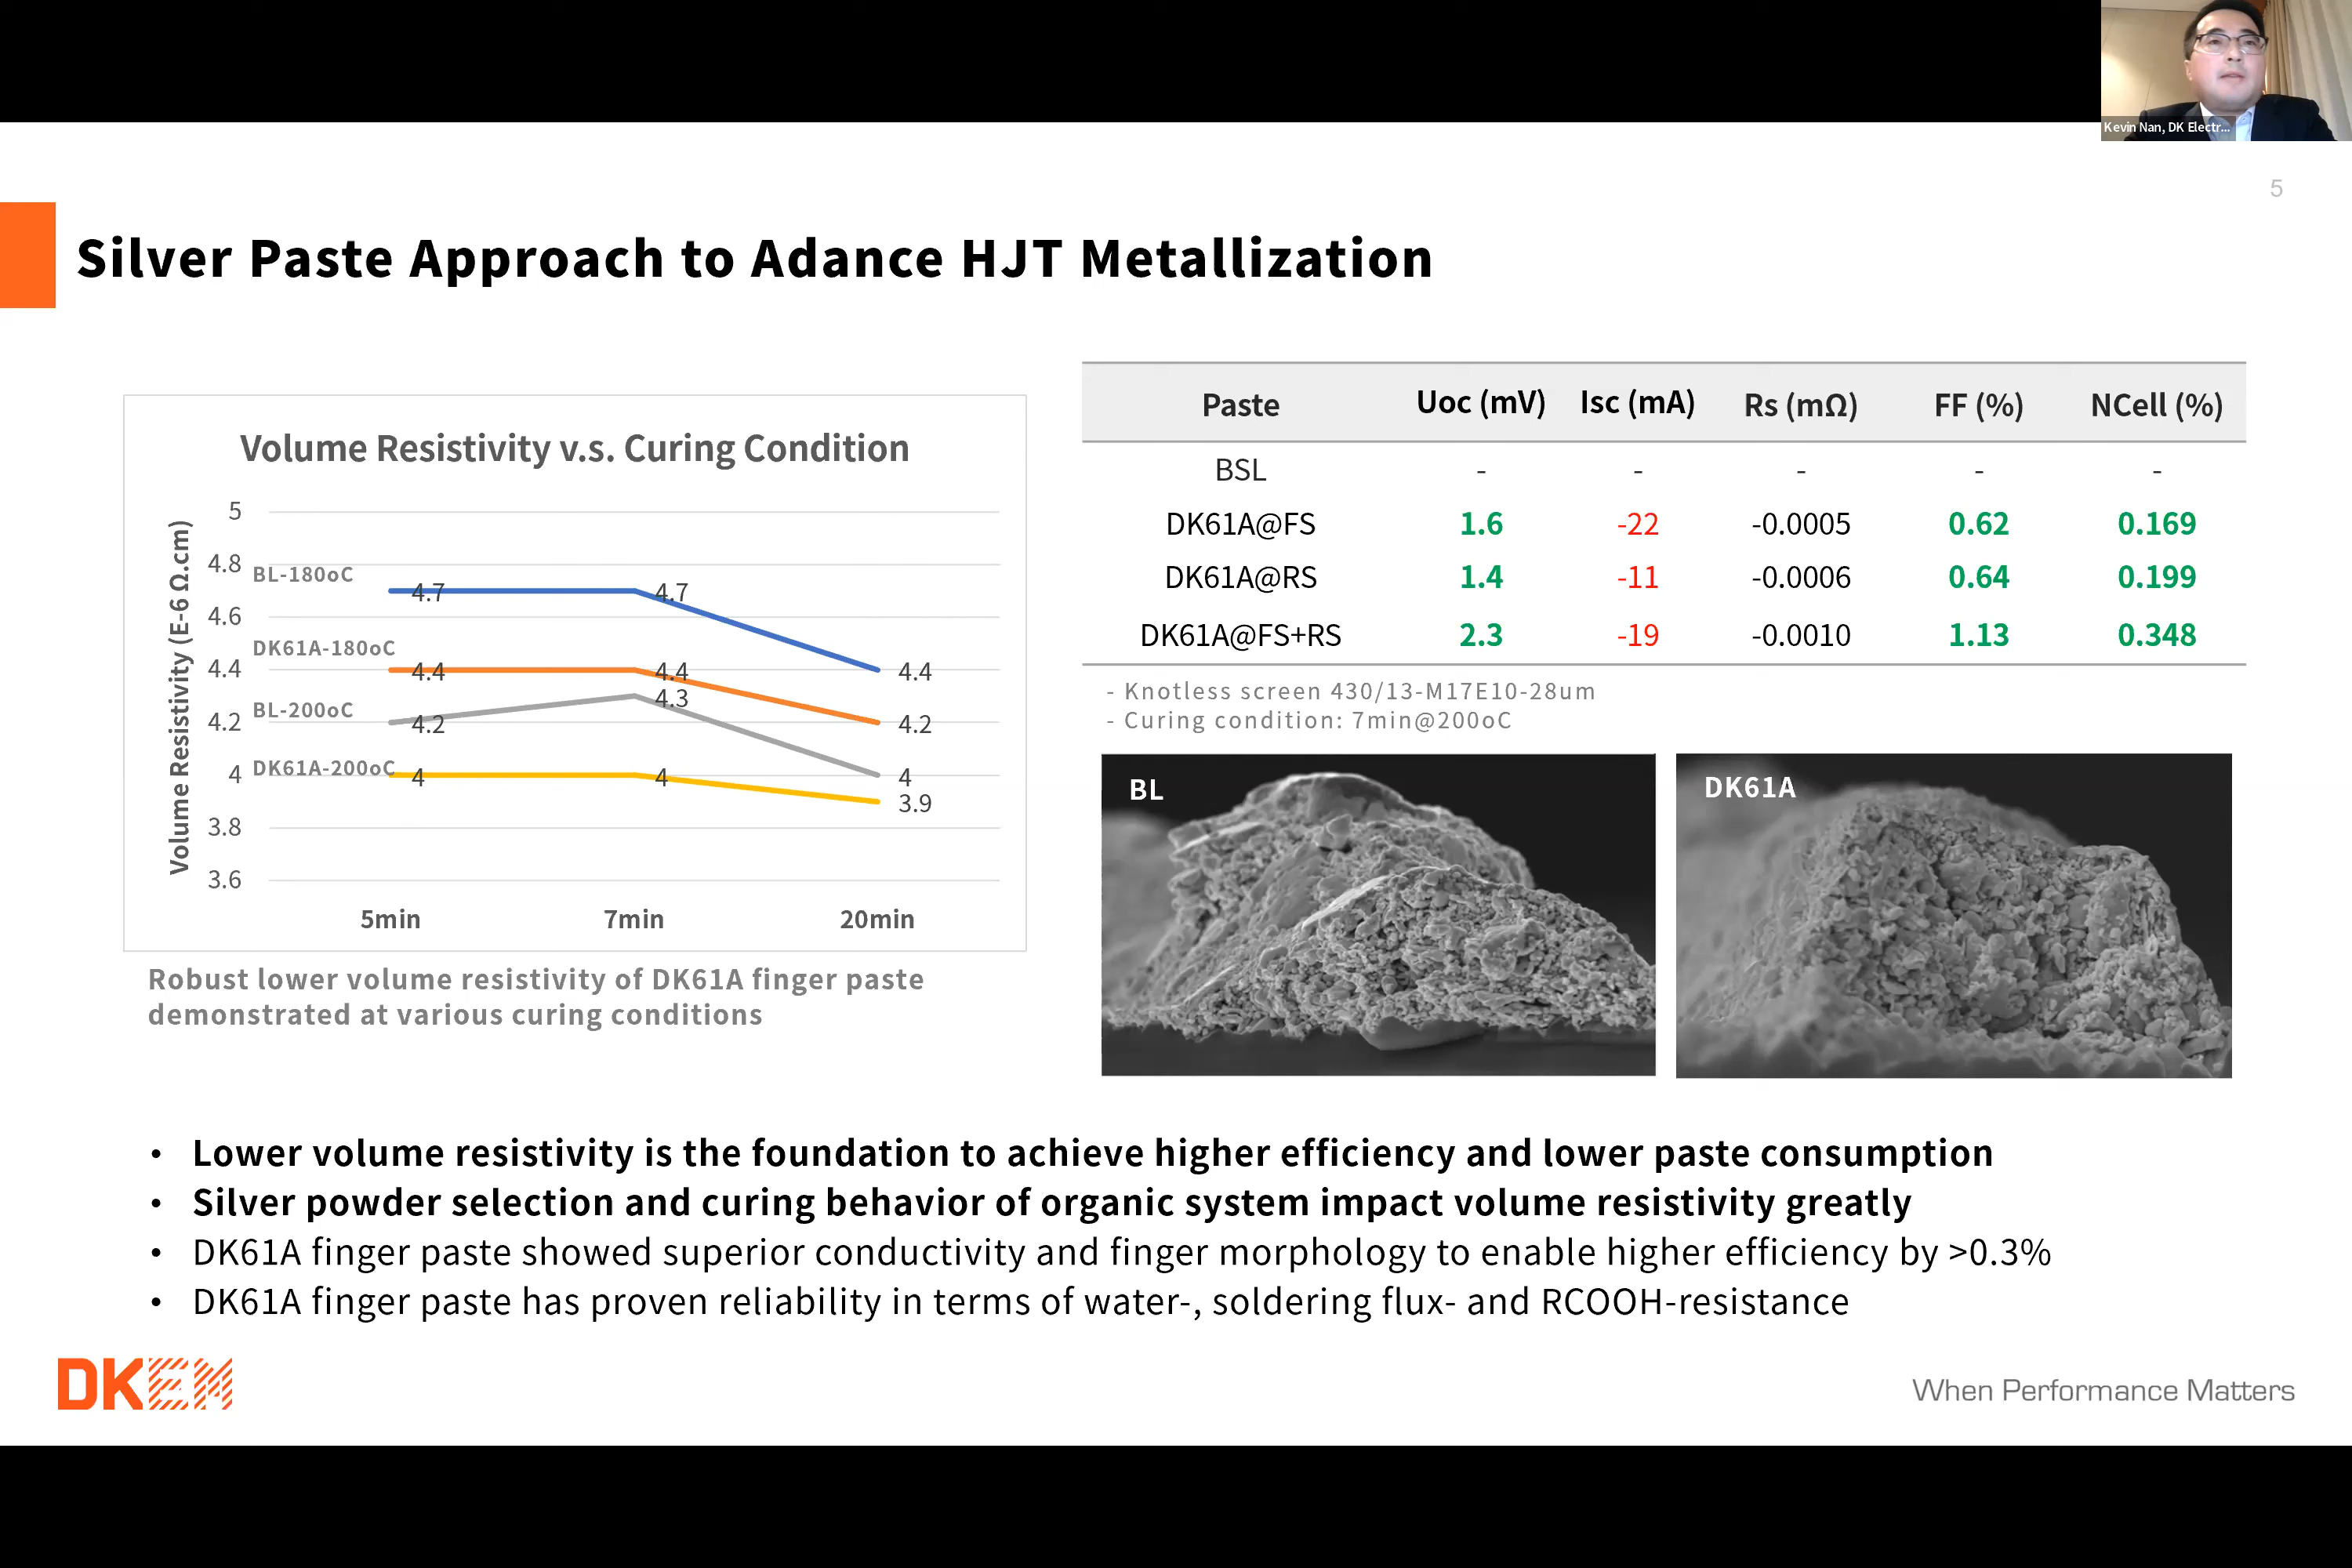 Kevin Nan, DK Electr...
5
Silver Paste Approach to Adance HJT Metallization
Volume Resistivity v.s. Curing Condition
Volume Resistivity (E-6 Ω.cm)
5
4.8
4.6
4.4
4.2
4
3.8
3.6
BL-180oC
4.7
4.7
4.4
DK61A-180oC
4.4
4.4
4.2
BL-200oC
4.2
4.3
4
DK61A-200oC
4
4
3.9
5min 7min 20min
Robust lower volume resistivity of DK61A finger paste
demonstrated at various curing conditions
Paste Uoc (mV) Isc (mA) Rs (mΩ) FF (%) NCell (%)
BSL - - - - -
DK61A@FS 1.6 -22 -0.0005 0.62 0.169
DK61A@RS 1.4 -11 -0.0006 0.64 0.199
DK61A@FS+RS 2.3 -19 -0.0010 1.13 0.348
- Knotless screen 430/13-M17E10-28um
- Curing condition: 7min@200oC
BL
DK61A
• Lower volume resistivity is the foundation to achieve higher efficiency and lower paste consumption
• Silver powder selection and curing behavior of organic system impact volume resistivity greatly
• DK61A finger paste showed superior conductivity and finger morphology to enable higher efficiency by >0.3%
• DK61A finger paste has proven reliability in terms of water-, soldering flux- and RCOOH-resistance
DKEM
When Performance Matters